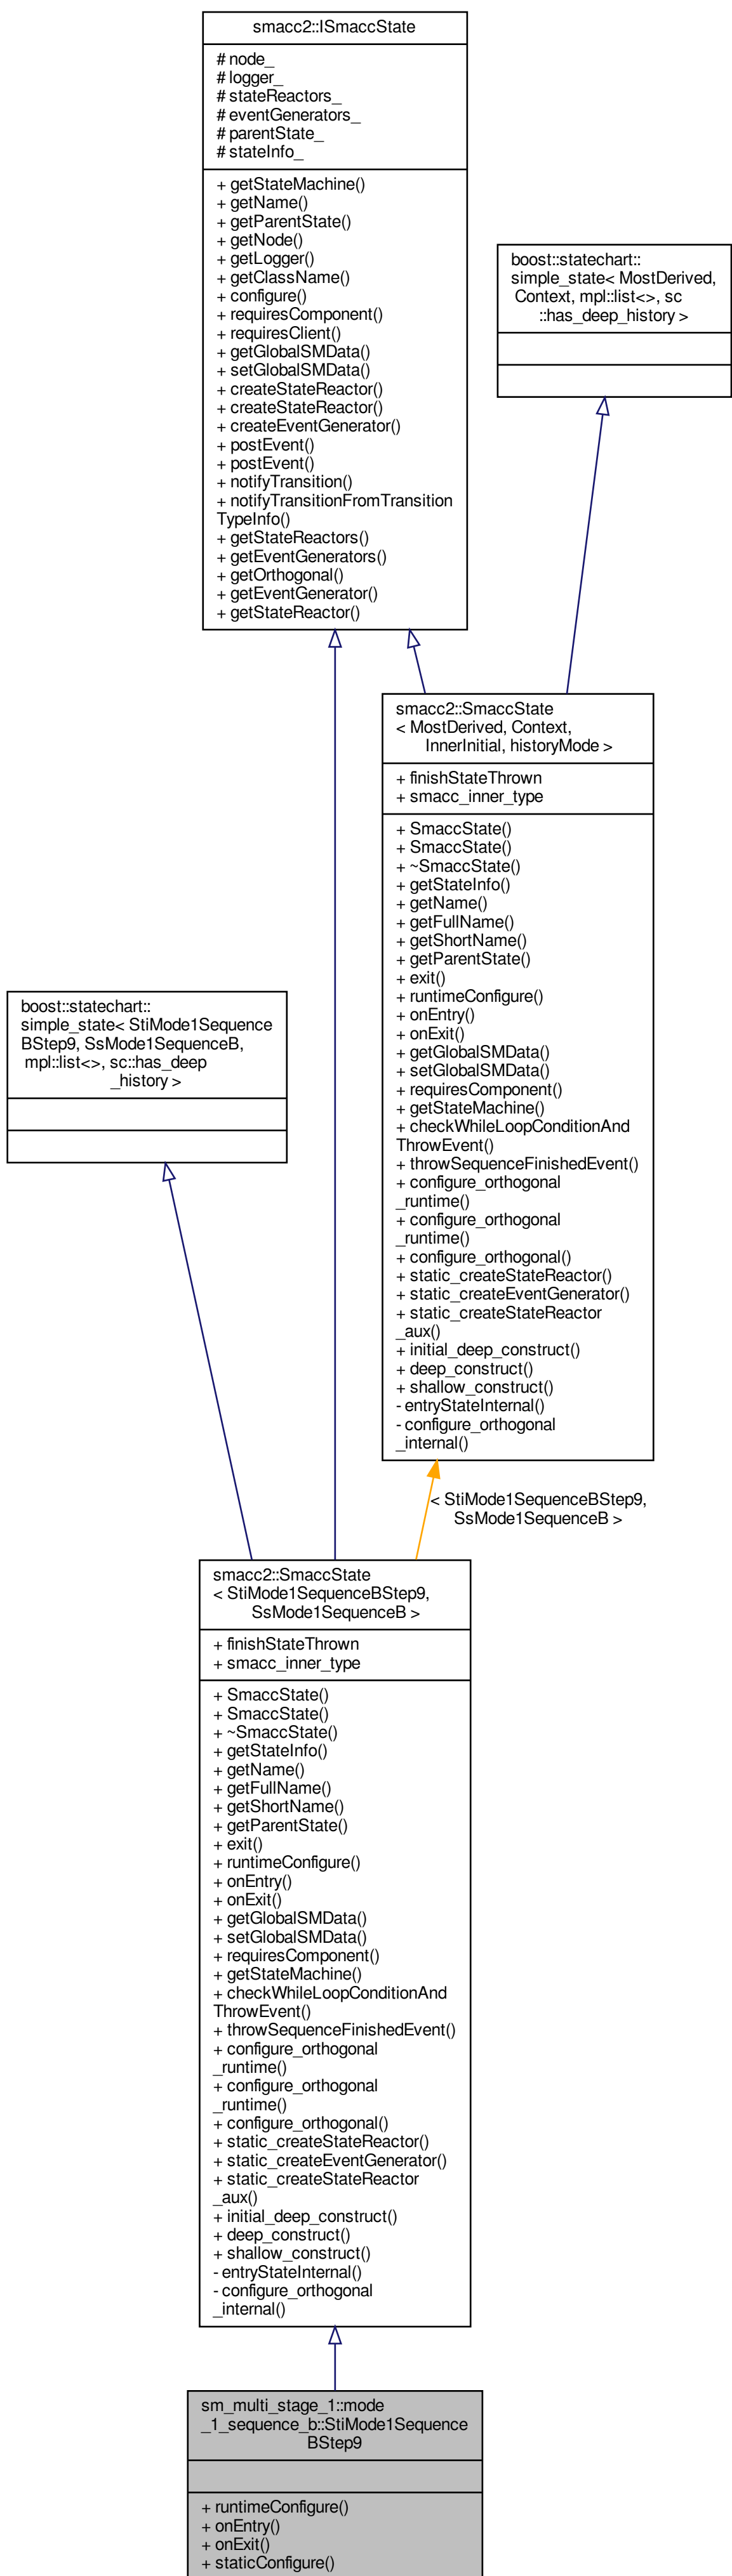 smacc2::ISmaccState
# node_
# logger_
# stateReactors_
# eventGenerators_
# parentState_
# stateInfo_
+ getStateMachine()
+ getName()
+ getParentState()
+ getNode()
+ getLogger()
+ getClassName()
+ configure()
+ requiresComponent()
+ requiresClient()
+ getGlobalSMData()
+ setGlobalSMData()
+ createStateReactor()
+ createStateReactor()
+ createEventGenerator()
+ postEvent()
+ postEvent()
+ notifyTransition()
+ notifyTransitionFromTransition
TypeInfo()
+ getStateReactors()
+ getEventGenerators()
+ getOrthogonal()
+ getEventGenerator()
+ getStateReactor()
boost::statechart::
simple_state< MostDerived,
Context, mpl::list<>, sc
::has_deep_history >
smacc2::SmaccState
< MostDerived, Context,
InnerInitial, historyMode >
+ finishStateThrown
+ smacc_inner_type
+ SmaccState()
+ SmaccState()
+ ~SmaccState()
+ getStateInfo()
+ getName()
+ getFullName()
+ getShortName()
+ getParentState()
+ exit()
+ runtimeConfigure()
+ onEntry()
+ onExit()
+ getGlobalSMData()
+ setGlobalSMData()
+ requiresComponent()
+ getStateMachine()
+ checkWhileLoopConditionAnd
ThrowEvent()
+ throwSequenceFinishedEvent()
+ configure_orthogonal
_runtime()
+ configure_orthogonal
_runtime()
+ configure_orthogonal()
+ static_createStateReactor()
+ static_createEventGenerator()
+ static_createStateReactor
_aux()
+ initial_deep_construct()
+ deep_construct()
+ shallow_construct()
- entryStateInternal()
- configure_orthogonal
_internal()
boost::statechart::
simple_state< StiMode1Sequence
BStep9, SsMode1SequenceB,
mpl::list<>, sc::has_deep
_history >
< StiMode1SequenceBStep9,
SsMode1SequenceB >
smacc2::SmaccState
< StiMode1SequenceBStep9,
SsMode1SequenceB >
+ finishStateThrown
+ smacc_inner_type
+ SmaccState()
+ SmaccState()
+ ~SmaccState()
+ getStateInfo()
+ getName()
+ getFullName()
+ getShortName()
+ getParentState()
+ exit()
+ runtimeConfigure()
+ onEntry()
+ onExit()
+ getGlobalSMData()
+ setGlobalSMData()
+ requiresComponent()
+ getStateMachine()
+ checkWhileLoopConditionAnd
ThrowEvent()
+ throwSequenceFinishedEvent()
+ configure_orthogonal
_runtime()
+ configure_orthogonal
_runtime()
+ configure_orthogonal()
+ static_createStateReactor()
+ static_createEventGenerator()
+ static_createStateReactor
_aux()
+ initial_deep_construct()
+ deep_construct()
+ shallow_construct()
- entryStateInternal()
- configure_orthogonal
_internal()
sm_multi_stage_1::mode
_1_sequence_b::StiMode1Sequence
BStep9
+ runtimeConfigure()
+ onEntry()
+ onExit()
+ staticConfigure()